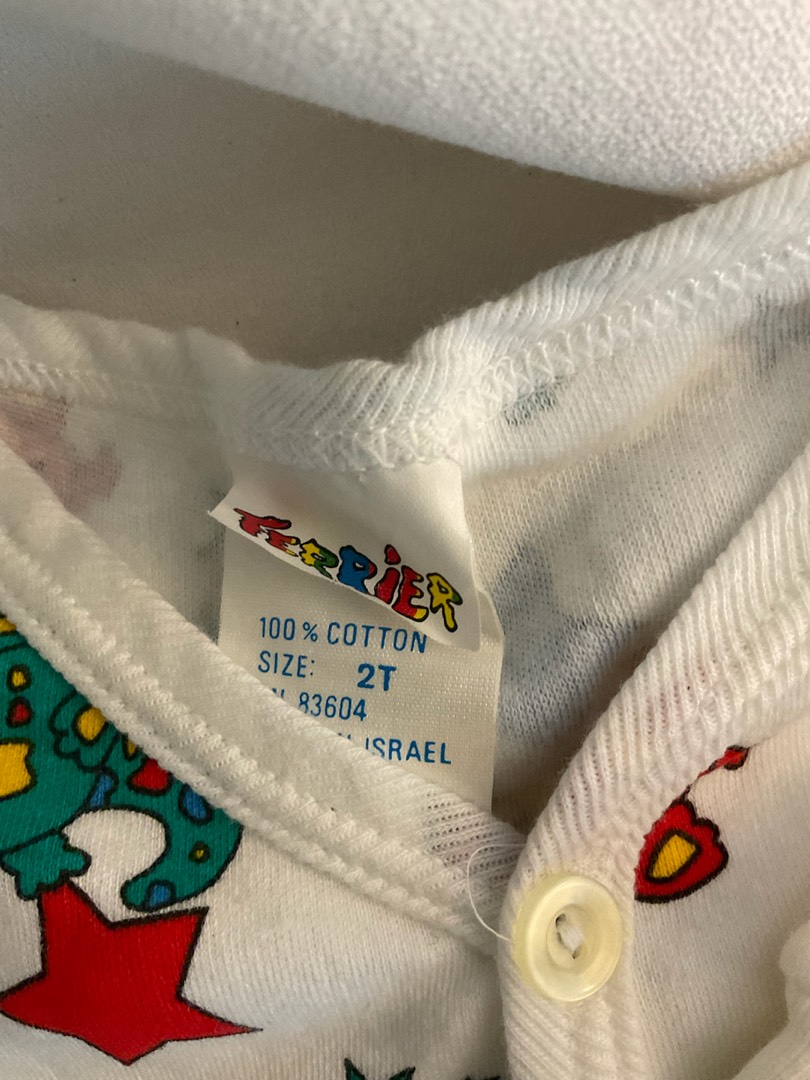 TERRIER
100 % COTTON
SIZE: 2T
83604
ISRAEL